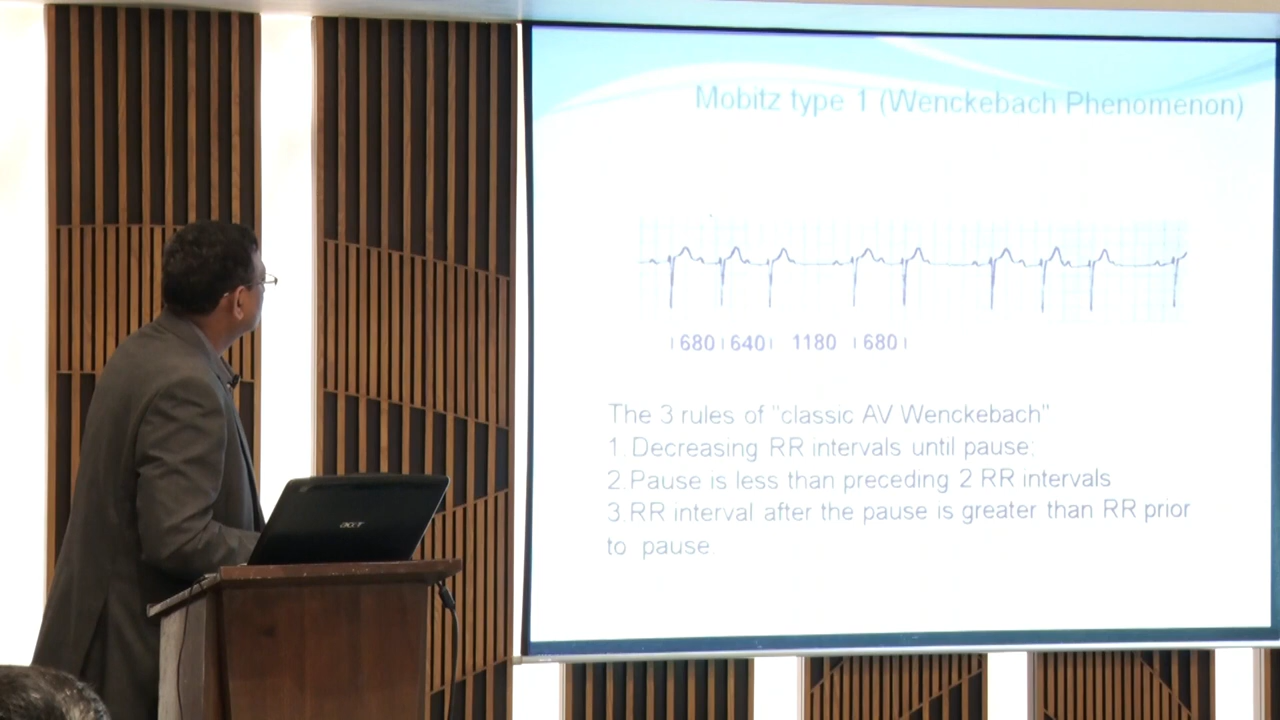 Mobitz type 1 (Wenckebach Phenomenon)
680 640 1180 680
The 3 rules of "classic AV Wenckebach"
1. Decreasing RR intervals until pause;
2. Pause is less than preceding 2 RR intervals
3. RR interval after the pause is greater than RR prior
to pause.
acer